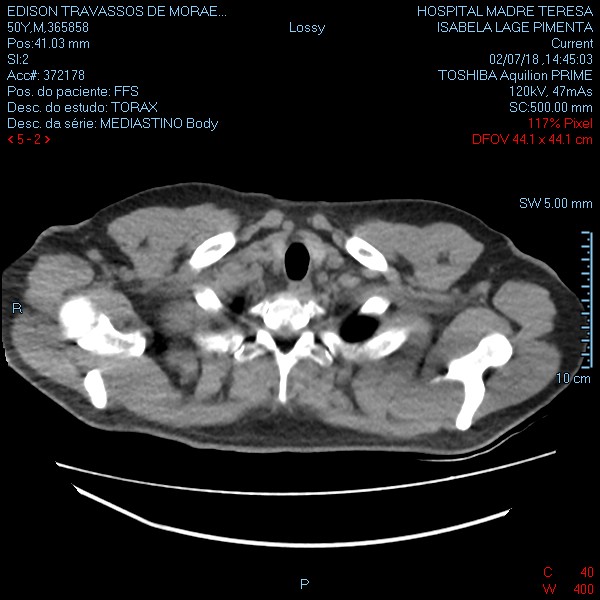 EDISON TRAVASSOS DE MORAE...
50Y,M,365858
Pos:41.03 mm
SI:2
Acc#: 372178
Pos. do paciente: FFS
Desc. do estudo: TORAX
Desc. da série: MEDIASTINO Body
< 5 - 2 >
Lossy
HOSPITAL MADRE TERESA
ISABELA LAGE PIMENTA
Current
02/07/18 ,14:45:03
TOSHIBA Aquilion PRIME
120kV, 47mAs
SC:500.00 mm
117% Pixel
DFOV 44.1 x 44.1 cm
SW 5.00 mm
R
10 cm
P
C 40
W 400